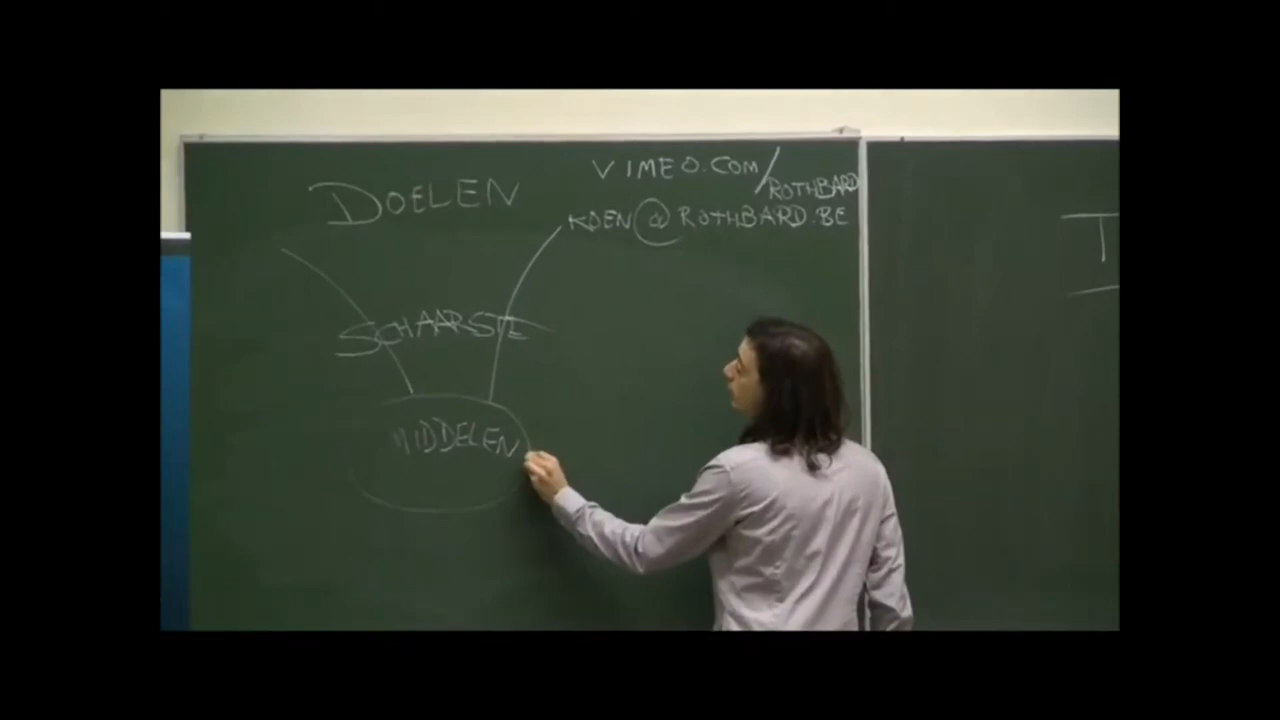 VIMEO.COM/
ROTHBARD
DOELEN
KOEN@ROTHBARD.BE
SCHAARSTE
MIDDELEN
T